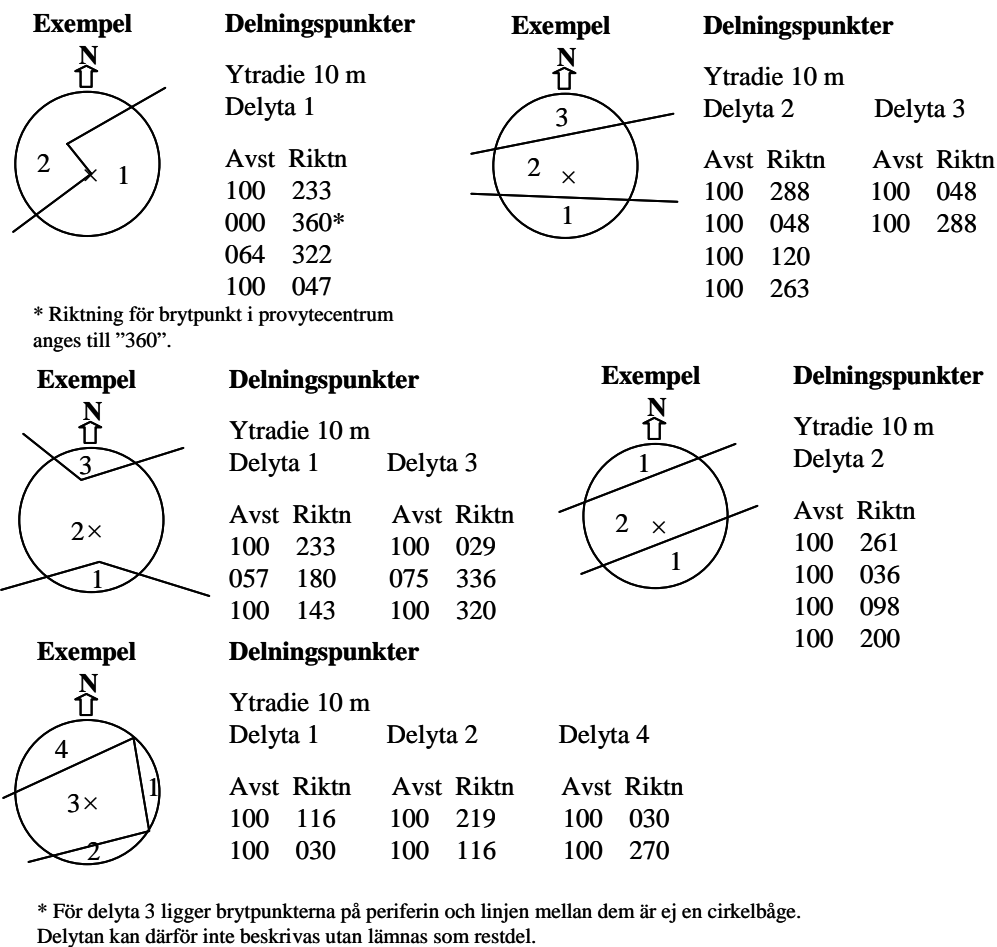 Exempel
Delningspunkter
N
Ytradie 10 m
Delyta 1
2
1
Avst Riktn
100 233
000 360*
064 322
100 047
* Riktning för brytpunkt i provytecentrum
anges till ”360”.
Exempel
Delningspunkter
N
Ytradie 10 m
Delyta 2 Delyta 3
3
2
1
Avst Riktn Avst Riktn
100 288 100 048
100 048 100 288
100 120
100 263
Exempel
Delningspunkter
N
Ytradie 10 m
Delyta 1 Delyta 3
3
2
1
Avst Riktn Avst Riktn
100 233 100 029
057 180 075 336
100 143 100 320
Exempel
Delningspunkter
N
Ytradie 10 m
Delyta 2
1
2
1
Avst Riktn
100 261
100 036
100 098
100 200
Exempel
Delningspunkter
N
Ytradie 10 m
Delyta 1 Delyta 2 Delyta 4
4
1
3
2
Avst Riktn Avst Riktn Avst Riktn
100 116 100 219 100 030
100 030 100 116 100 270
* För delyta 3 ligger brytpunkterna på periferin och linjen mellan dem är ej en cirkelbåge.
Delytan kan därför inte beskrivas utan lämnas som restdel.